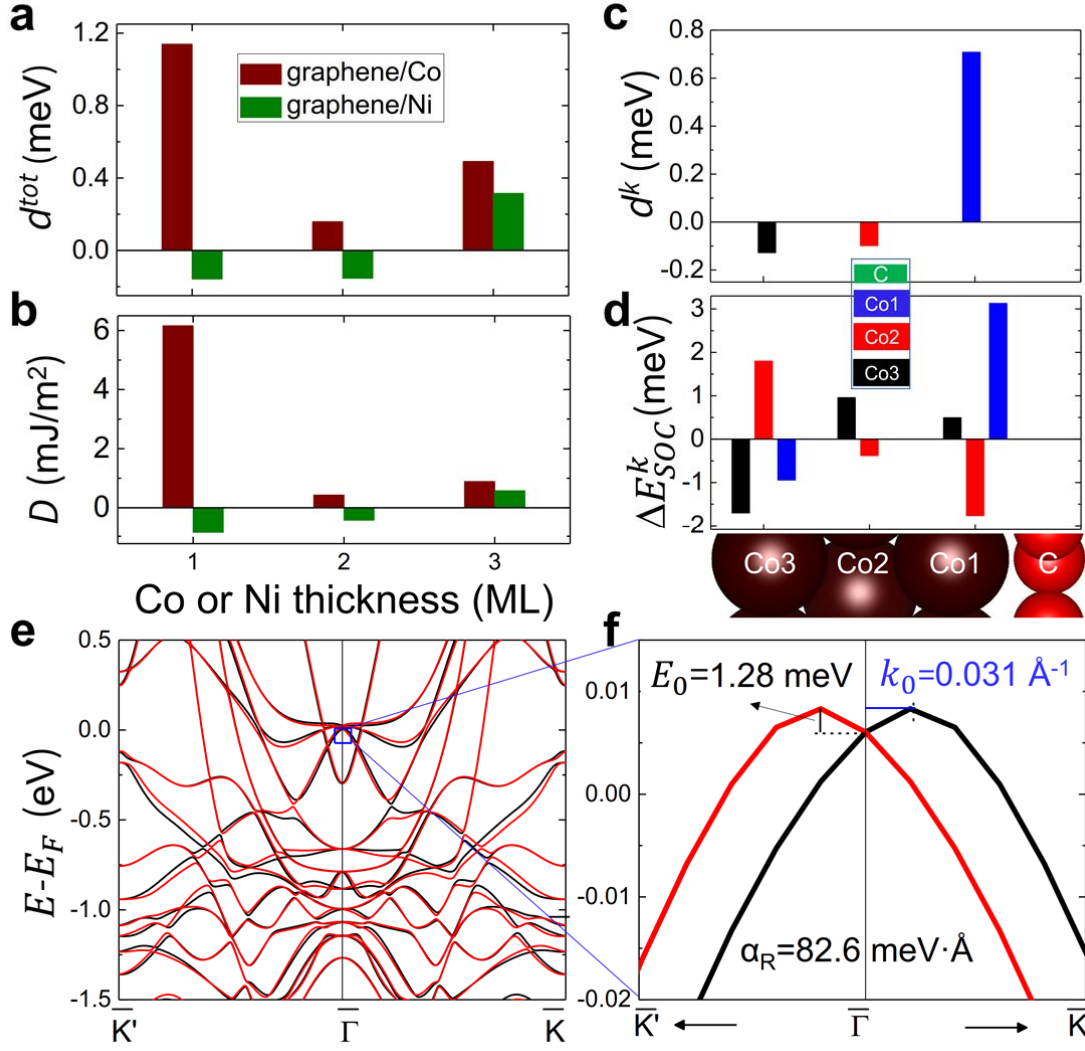 a
1.2
0.8
0.4
0.0
d^tot (meV)
graphene/Co
graphene/Ni
b
6
4
2
0
D (mJ/m²)
1 2 3
Co or Ni thickness (ML)
c
0.8
0.6
0.4
0.2
0.0
-0.2
d^k (meV)
C
Co1
Co2
Co3
d
3
2
1
0
-1
-2
ΔE^k_SOC (meV)
Co3 Co2 Co1 C
e
0.5
0.0
-0.5
-1.0
-1.5
E-E_F (eV)
K̅' Γ̅ K̅
f
E₀=1.28 meV
k₀=0.031 Å⁻¹
0.01
0.00
-0.01
-0.02
α_R=82.6 meV·Å
K̅' Γ̅ K̅